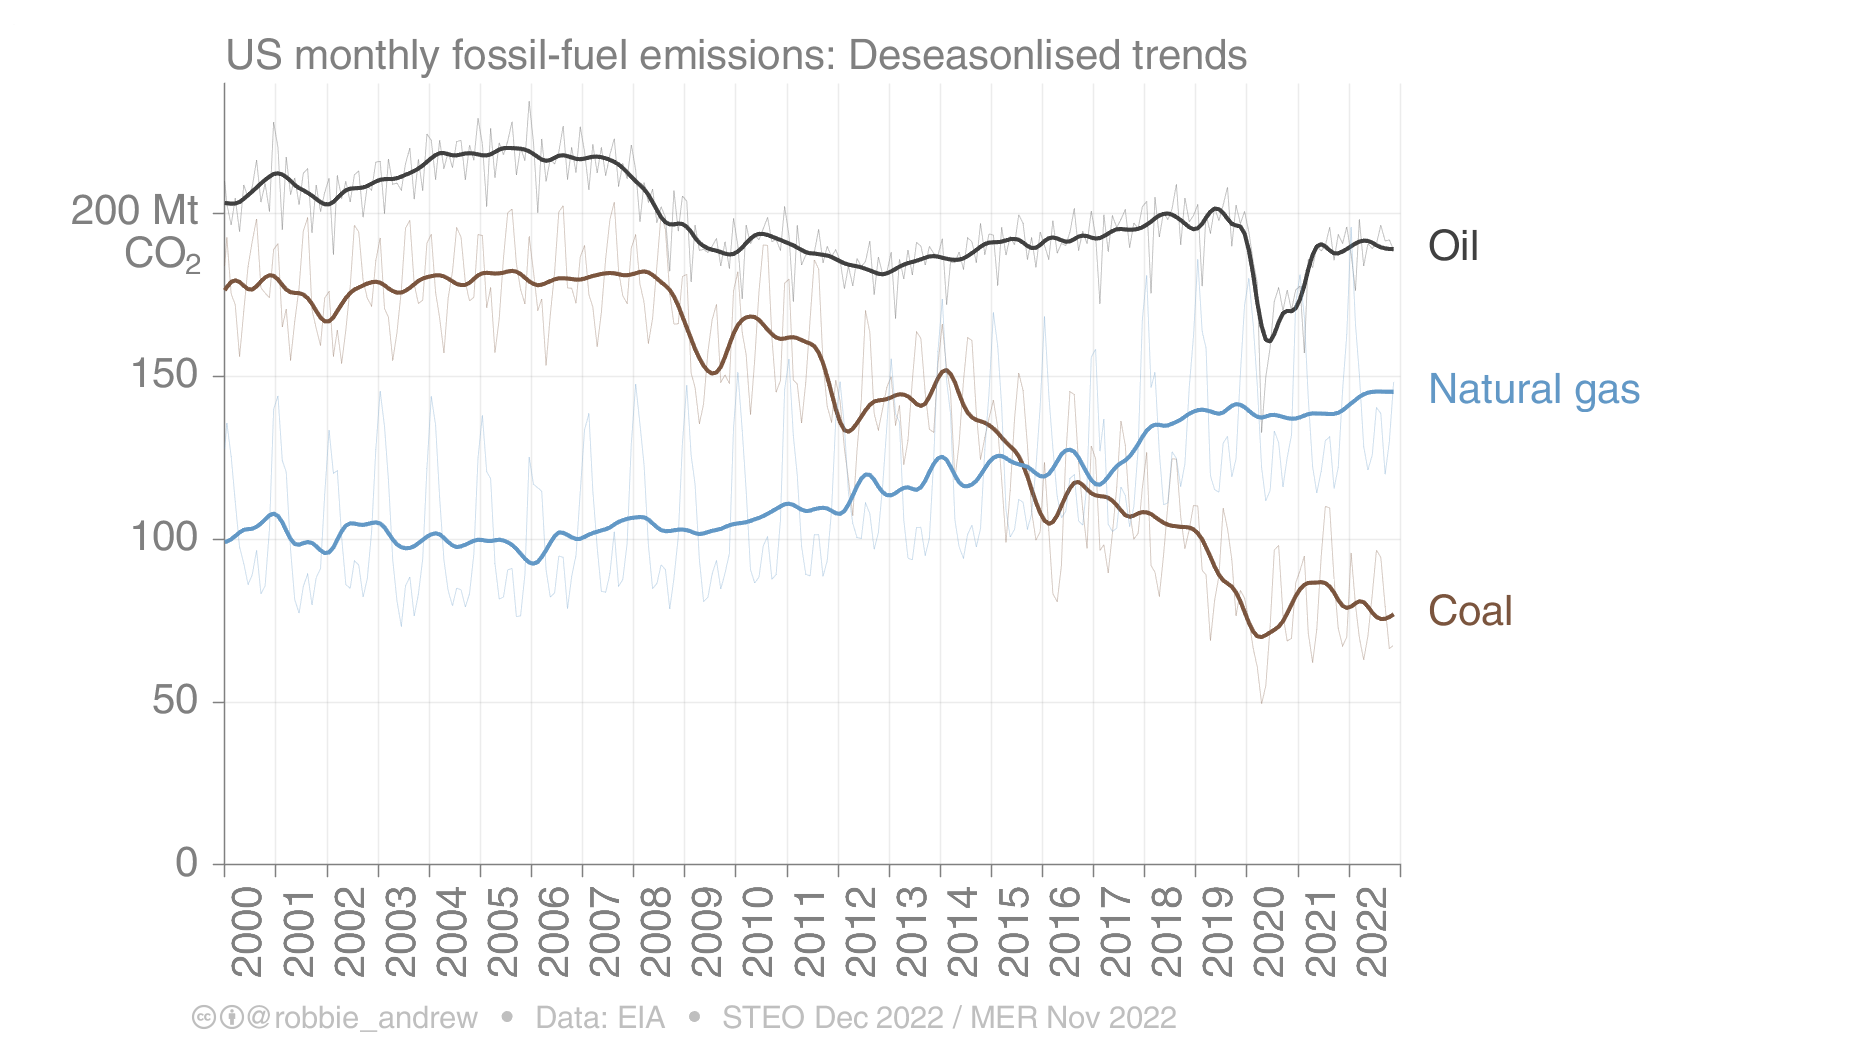 US monthly fossil-fuel emissions: Deseasonlised trends
200 Mt
CO₂
150
100
50
0
Oil
Natural gas
Coal
2000 2001 2002 2003 2004 2005 2006 2007 2008 2009 2010 2011 2012 2013 2014 2015 2016 2017 2018 2019 2020 2021 2022
cc @robbie_andrew • Data: EIA • STEO Dec 2022 / MER Nov 2022